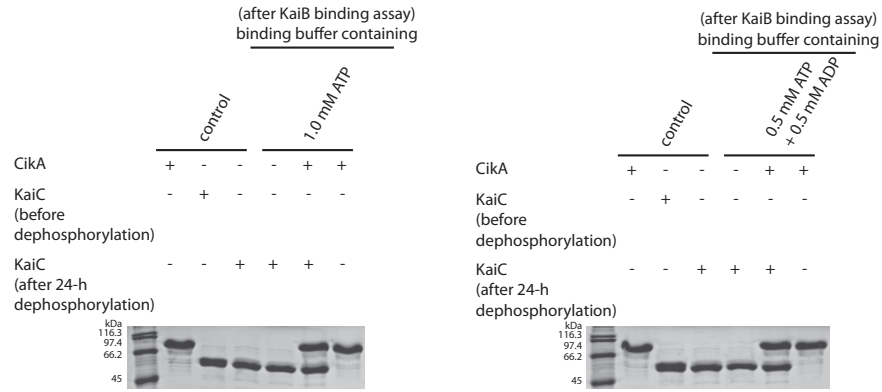 (after KaiB binding assay)
binding buffer containing
control
1.0 mM ATP
CikA + - - - + +
KaiC - + - - - -
(before
dephosphorylation)
KaiC - - + + + -
(after 24-h
dephosphorylation)
kDa
116.3
97.4
66.2
45
(after KaiB binding assay)
binding buffer containing
control
0.5 mM ATP
+ 0.5 mM ADP
CikA + - - - + +
KaiC - + - - - -
(before
dephosphorylation)
KaiC - - + + + -
(after 24-h
dephosphorylation)
kDa
116.3
97.4
66.2
45